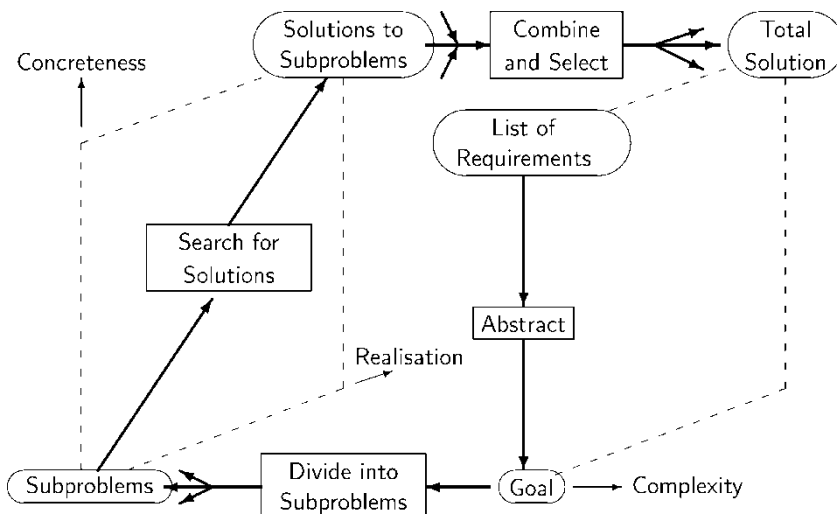 Solutions to
Subproblems
Combine
and Select
Total
Solution
Concreteness
List of
Requirements
Search for
Solutions
Abstract
Realisation
Subproblems
Divide into
Subproblems
Goal
Complexity